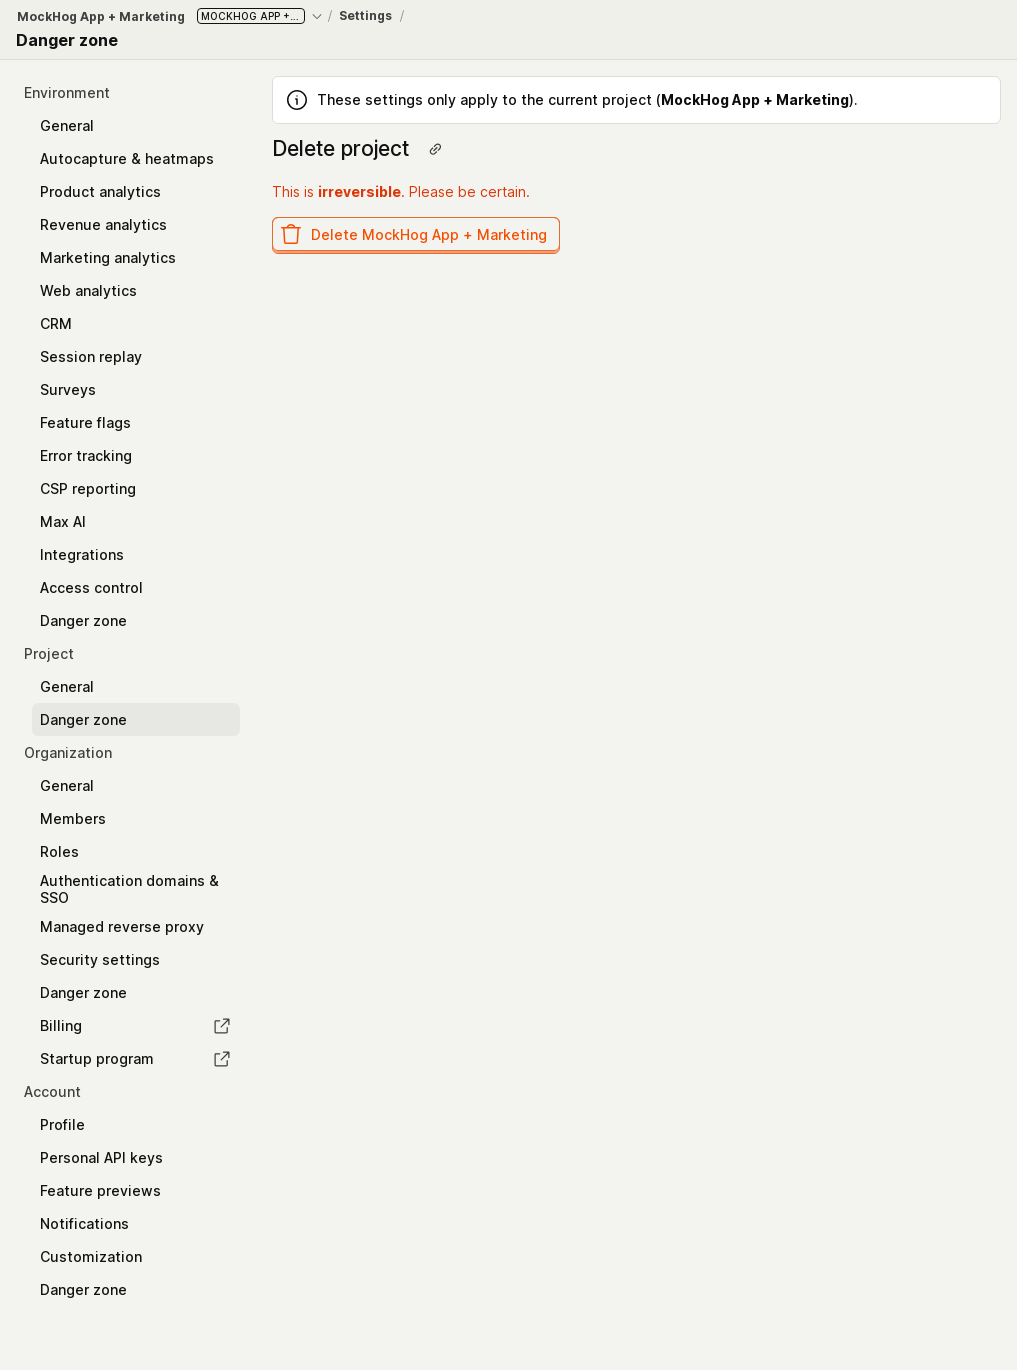 MockHog App + Marketing MOCKHOG APP +... / Settings /
Danger zone
Environment
General
Autocapture & heatmaps
Product analytics
Revenue analytics
Marketing analytics
Web analytics
CRM
Session replay
Surveys
Feature flags
Error tracking
CSP reporting
Max AI
Integrations
Access control
Danger zone
Project
General
Danger zone
Organization
General
Members
Roles
Authentication domains &
SSO
Managed reverse proxy
Security settings
Danger zone
Billing
Startup program
Account
Profile
Personal API keys
Feature previews
Notifications
Customization
Danger zone
These settings only apply to the current project (MockHog App + Marketing).
Delete project
This is irreversible. Please be certain.
Delete MockHog App + Marketing